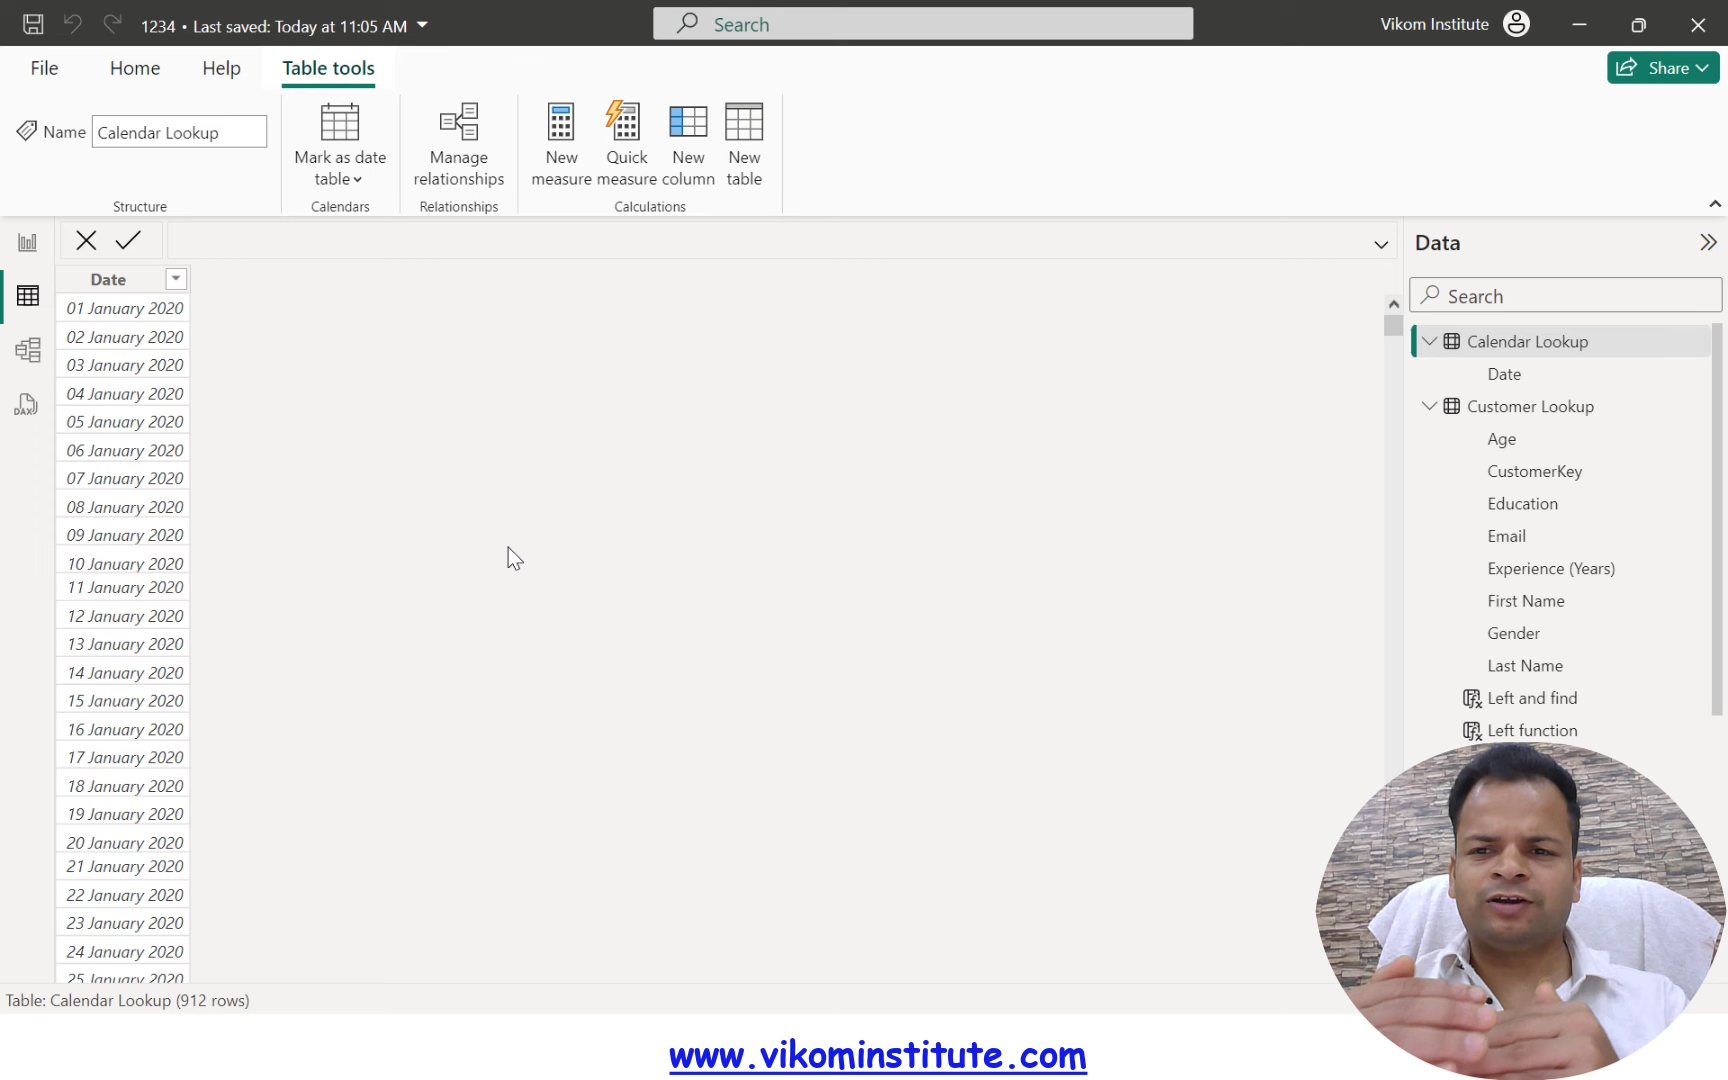 1234 • Last saved: Today at 11:05 AM
Search
Vikom Institute
File
Home
Help
Table tools
Share
Name
Calendar Lookup
Mark as date table
Manage relationships
New measure
Quick measure
New column
New table
Structure
Calendars
Relationships
Calculations
Date
01 January 2020
02 January 2020
03 January 2020
04 January 2020
05 January 2020
06 January 2020
07 January 2020
08 January 2020
09 January 2020
10 January 2020
11 January 2020
12 January 2020
13 January 2020
14 January 2020
15 January 2020
16 January 2020
17 January 2020
18 January 2020
19 January 2020
20 January 2020
21 January 2020
22 January 2020
23 January 2020
24 January 2020
25 January 2020
DAX
Data
Search
Calendar Lookup
Date
Customer Lookup
Age
CustomerKey
Education
Email
Experience (Years)
First Name
Gender
Last Name
Left and find
Left function
Table: Calendar Lookup (912 rows)
www.vikominstitute.com